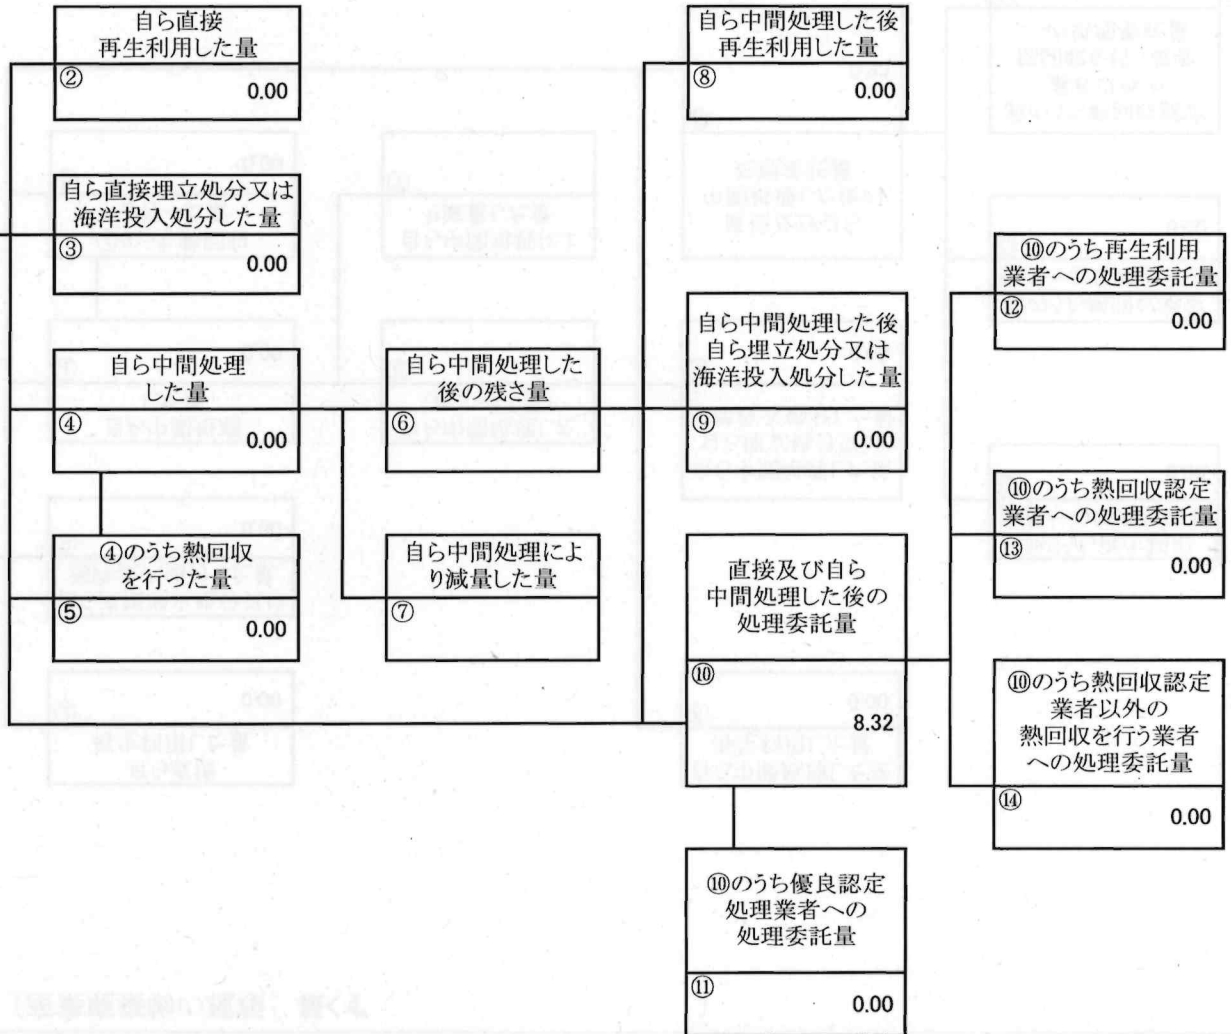 自ら直接
再生利用した量
②
0.00
自ら直接埋立処分又は
海洋投入処分した量
③
0.00
自ら中間処理
した量
④
0.00
④のうち熱回収
を行った量
⑤
0.00
自ら中間処理した
後の残さ量
⑥
自ら中間処理によ
り減量した量
⑦
自ら中間処理した後
再生利用した量
⑧
0.00
自ら中間処理した後
自ら埋立処分又は
海洋投入処分した量
⑨
0.00
直接及び自ら
中間処理した後の
処理委託量
⑩
8.32
⑩のうち優良認定
処理業者への
処理委託量
⑪
0.00
⑩のうち再生利用
業者への処理委託量
⑫
0.00
⑩のうち熱回収認定
業者への処理委託量
⑬
0.00
⑩のうち熱回収認定
業者以外の
熱回収を行う業者
への処理委託量
⑭
0.00